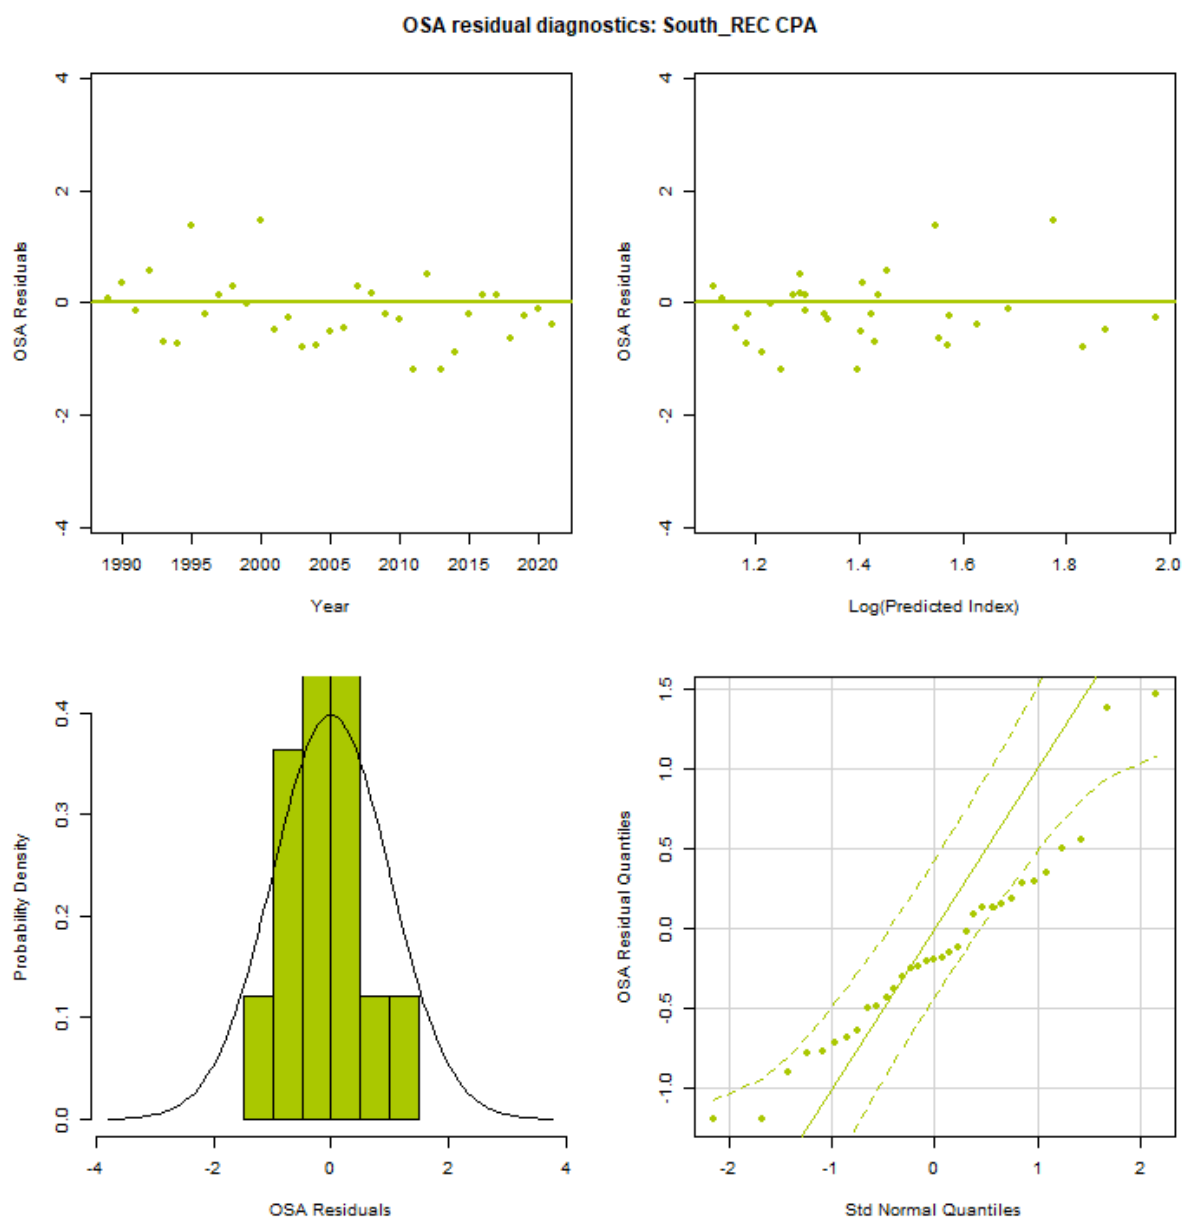 OSA residual diagnostics: South_REC CPA
OSA Residuals
4
2
0
-2
-4
1990 1995 2000 2005 2010 2015 2020
Year
OSA Residuals
4
2
0
-2
-4
1.2 1.4 1.6 1.8 2.0
Log(Predicted Index)
Probability Density
0.4
0.3
0.2
0.1
0.0
-4 -2 0 2 4
OSA Residuals
OSA Residual Quantiles
1.5
1.0
0.5
0.0
-0.5
-1.0
-2 -1 0 1 2
Std Normal Quantiles